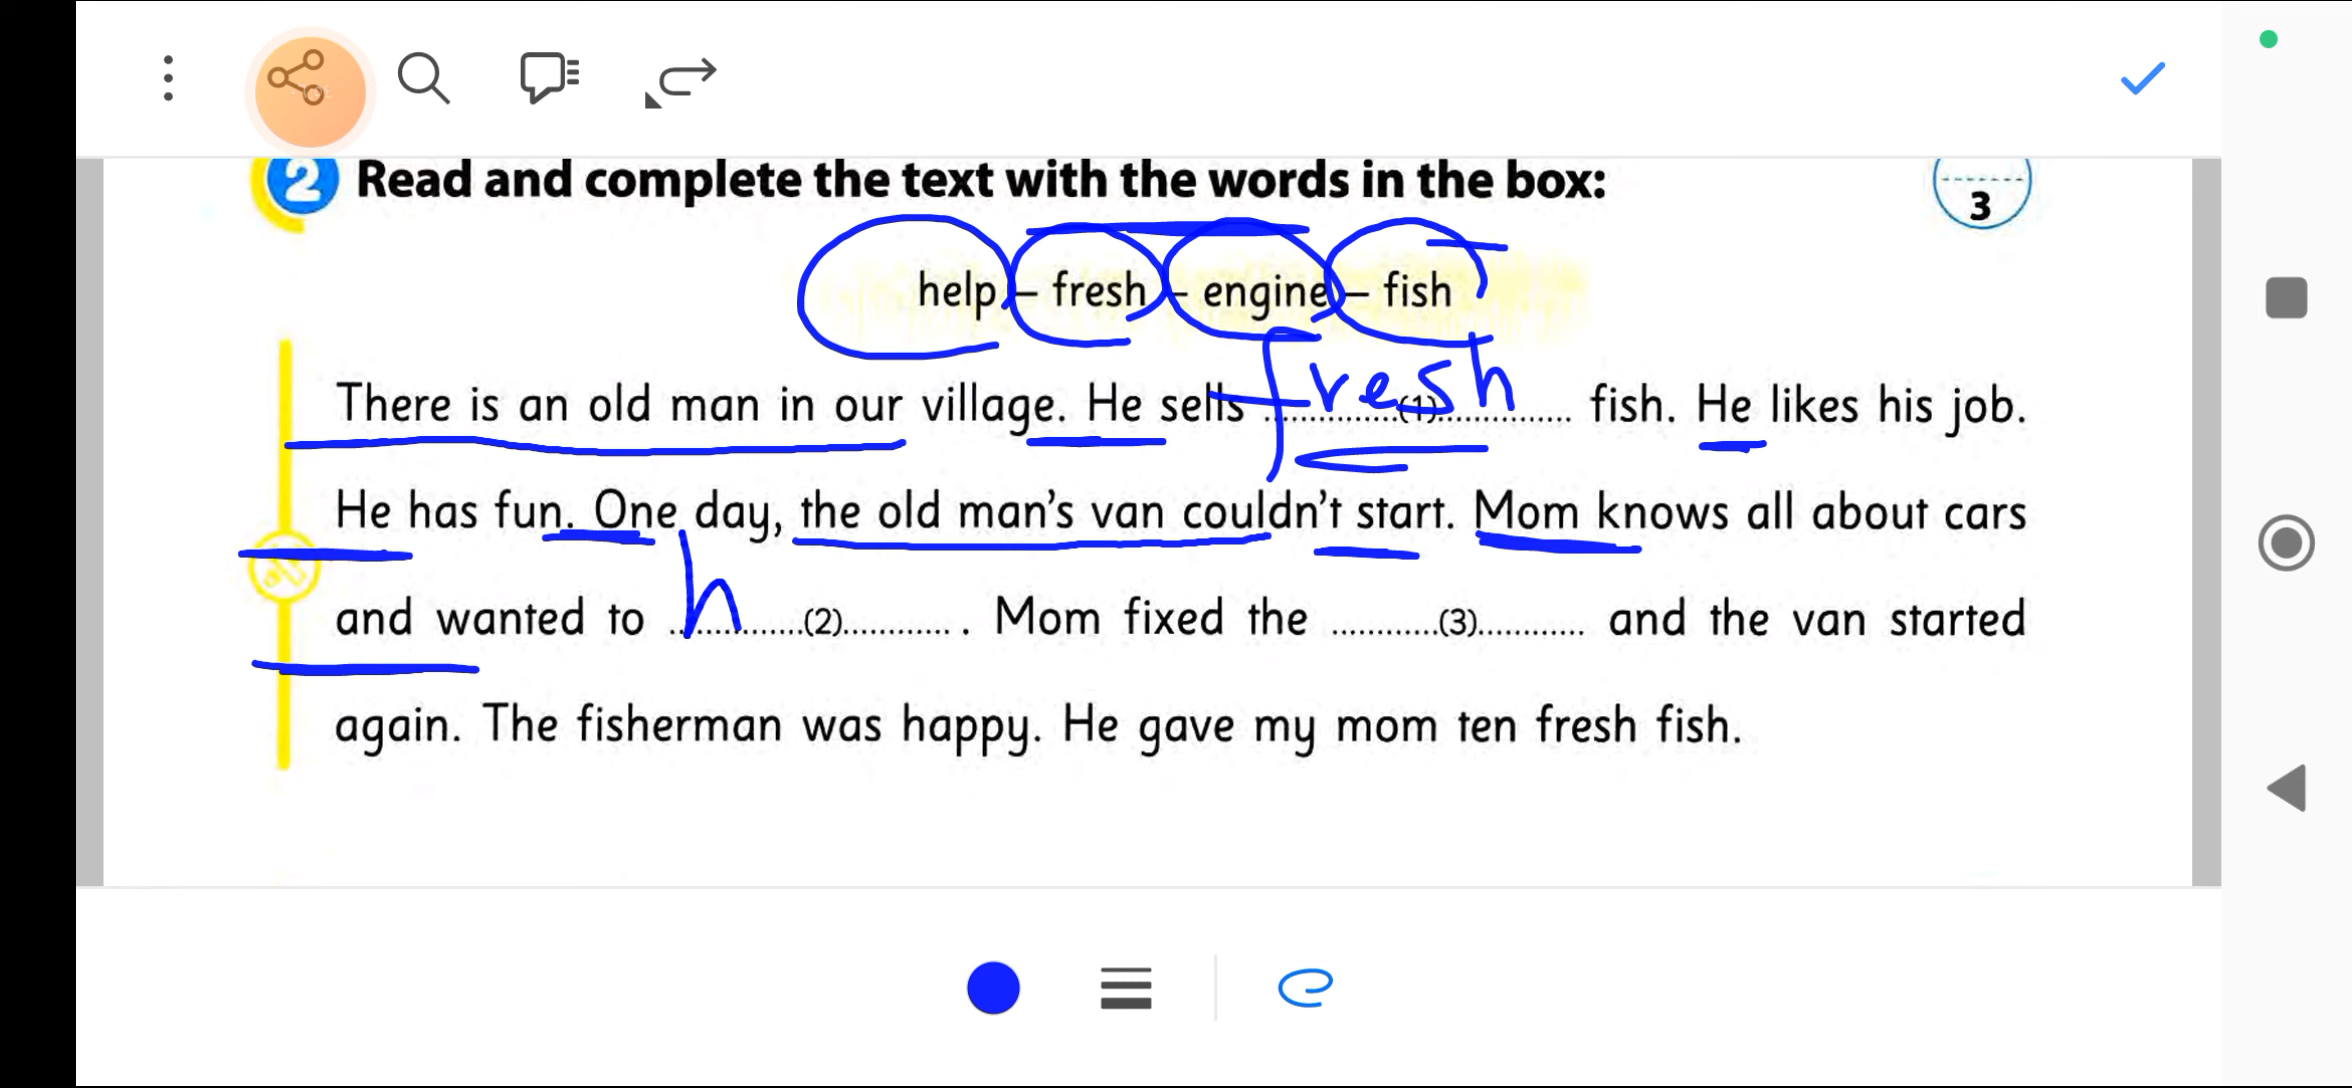 2 Read and complete the text with the words in the box:
3
help – fresh – engine – fish
There is an old man in our village. He sells fresh ...............(1)............... fish. He likes his job.
He has fun. One day, the old man's van couldn't start. Mom knows all about cars
and wanted to h ...............(2)............ . Mom fixed the ............(3)............ and the van started
again. The fisherman was happy. He gave my mom ten fresh fish.